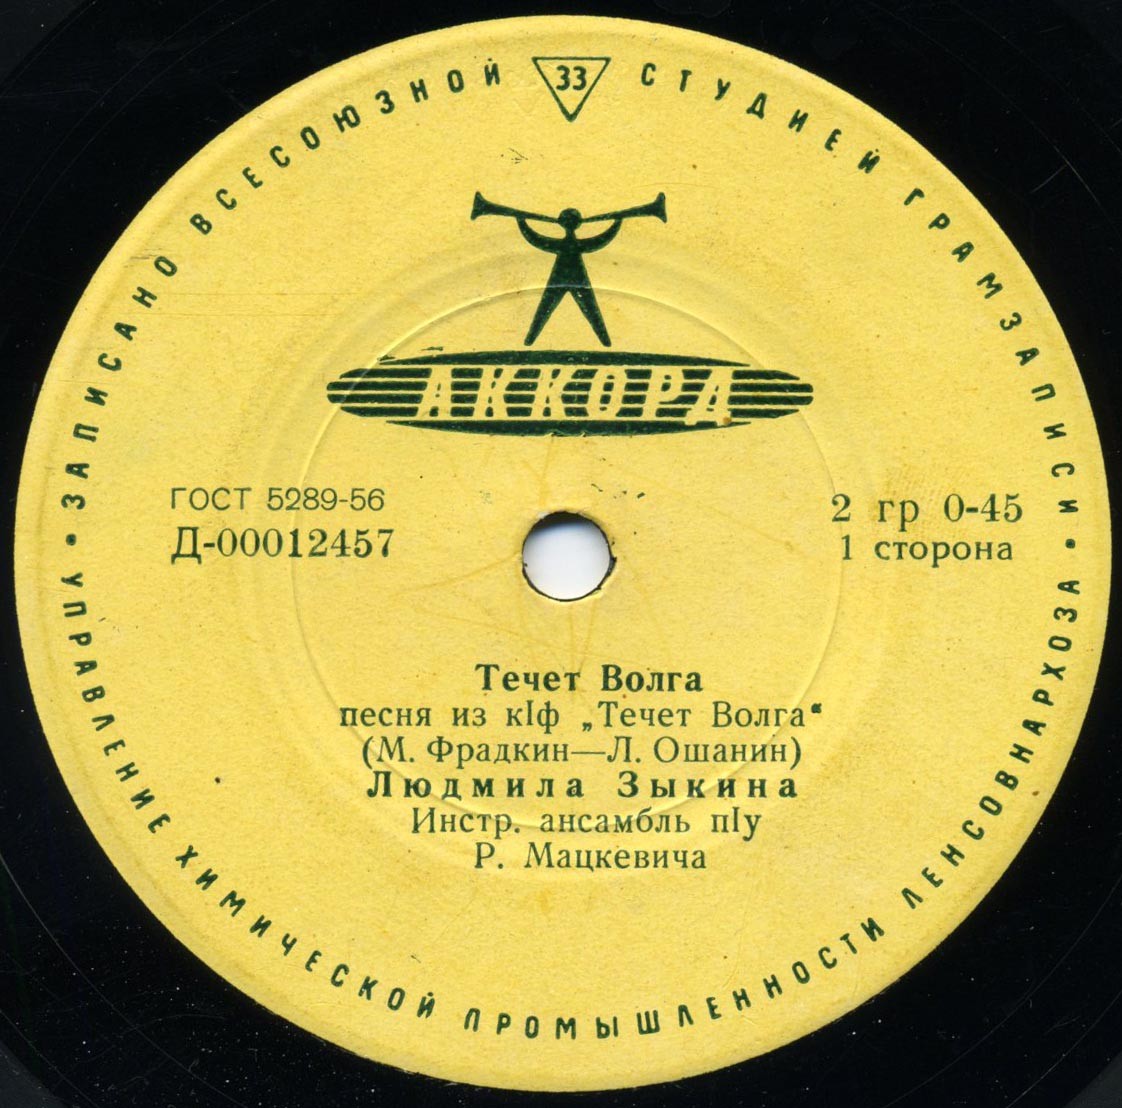 ЗАПИСАНО ВСЕСОЮЗНОЙ СТУДИЕЙ ГРАМЗАПИСИ
33
АККОРД
ГОСТ 5289-56
Д-00012457
2 гр 0-45
1 сторона
Течет Волга
песня из кIф „Течет Волга“
(М. Фрадкин—Л. Ошанин)
Людмила Зыкина
Инстр. ансамбль пIу
Р. Мацкевича
УПРАВЛЕНИЕ ХИМИЧЕСКОЙ ПРОМЫШЛЕННОСТИ ЛЕНСОВНАРХОЗА